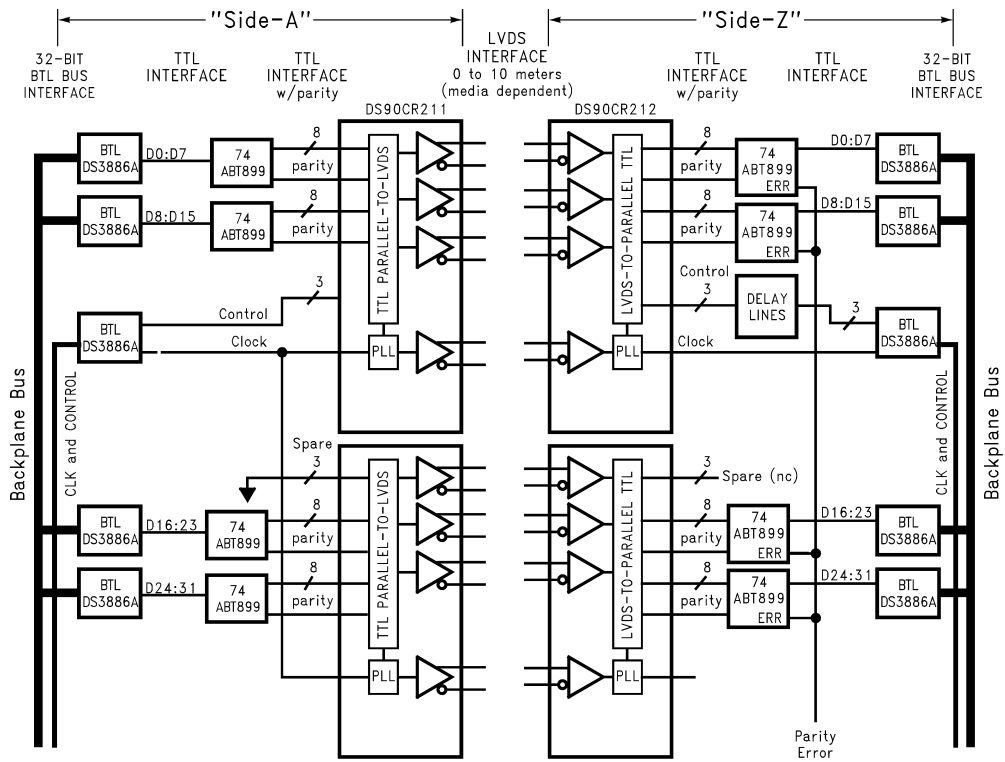 "Side-A"
"Side-Z"
32-BIT
BTL BUS
INTERFACE
TTL
INTERFACE
TTL
INTERFACE
w/parity
LVDS
INTERFACE
0 to 10 meters
(media dependent)
TTL
INTERFACE
w/parity
TTL
INTERFACE
32-BIT
BTL BUS
INTERFACE
DS90CR211
DS90CR212
BTL
DS3886A
D0:D7
74
ABT899
8
parity
8
parity
74
ABT899
ERR
D0:D7
BTL
DS3886A
BTL
DS3886A
D8:D15
74
ABT899
8
parity
8
parity
74
ABT899
ERR
D8:D15
BTL
DS3886A
TTL PARALLEL-TO-LVDS
LVDS-TO-PARALLEL TTL
BTL
DS3886A
Control
3
Clock
PLL
PLL
Control
3
DELAY
LINES
3
Clock
BTL
DS3886A
Backplane Bus
CLK and CONTROL
CLK and CONTROL
Backplane Bus
Spare
3
3
Spare (nc)
BTL
DS3886A
D16:23
74
ABT899
8
parity
8
parity
74
ABT899
ERR
D16:23
BTL
DS3886A
BTL
DS3886A
D24:31
74
ABT899
8
parity
8
parity
74
ABT899
ERR
D24:31
BTL
DS3886A
TTL PARALLEL-TO-LVDS
LVDS-TO-PARALLEL TTL
PLL
PLL
Parity
Error